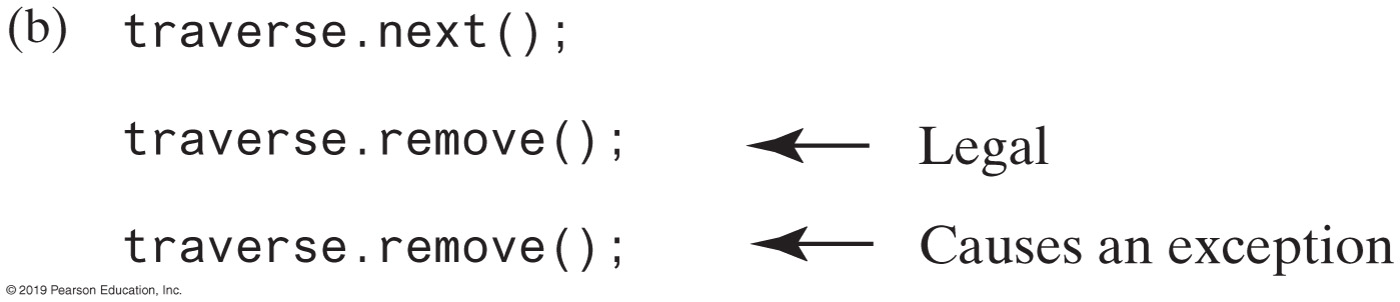 (b) traverse.next();
traverse.remove(); Legal
traverse.remove(); Causes an exception
© 2019 Pearson Education, Inc.